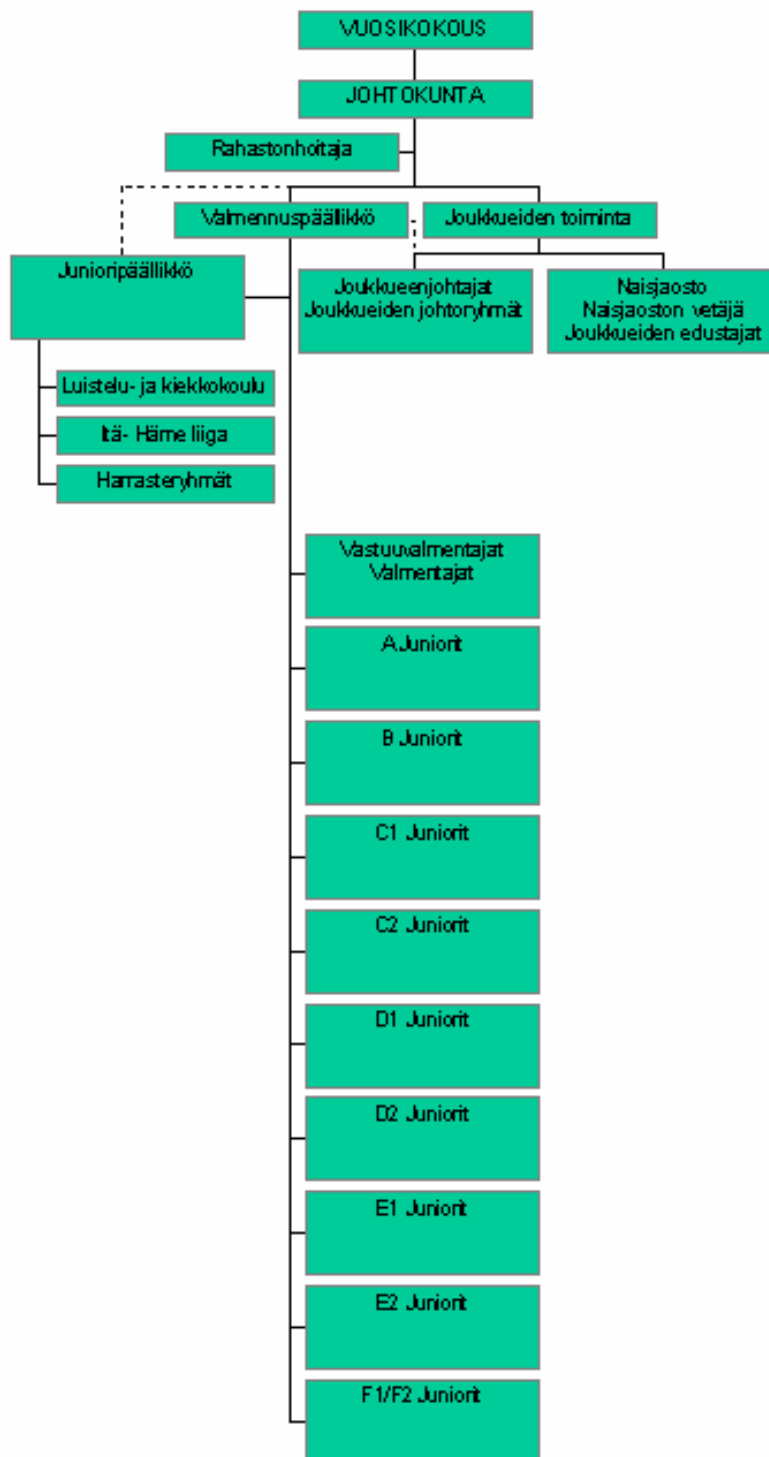 VUOSIKOKOUS
JOHTOKUNTA
Rahastonhoitaja
Valmennuspäällikkö
Joukkueiden toiminta
Junioripäällikkö
Joukkueenjohtajat
Joukkueiden johtoryhmät
Naisjaosto
Naisjaoston vetäjä
Joukkueiden edustajat
Luistelu- ja kiekkokoulu
Itä- Häme liiga
Harrasteryhmät
Vastuuvalmentajat
Valmentajat
A Juniorit
B Juniorit
C1 Juniorit
C2 Juniorit
D1 Juniorit
D2 Juniorit
E1 Juniorit
E2 Juniorit
F1/F2 Juniorit